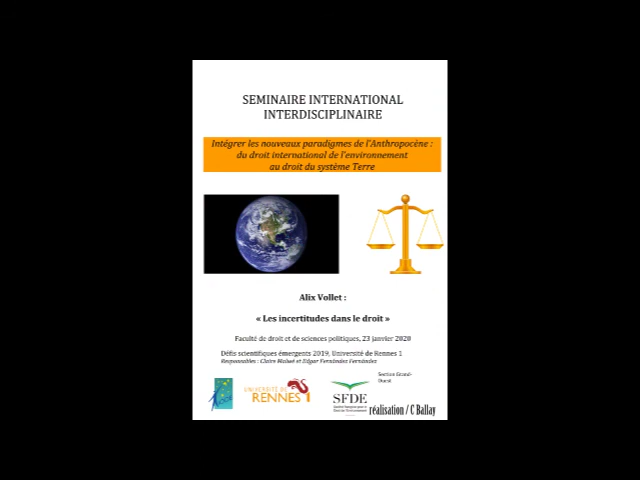 SEMINAIRE INTERNATIONAL
INTERDISCIPLINAIRE
Intégrer les nouveaux paradigmes de l'Anthropocène :
du droit international de l'environnement
au droit du système Terre
Alix Vollet :
« Les incertitudes dans le droit »
Faculté de droit et de sciences politiques, 23 janvier 2020
Défis scientifiques émergents 2019, Université de Rennes 1
Responsables : Claire Malwé et Edgar Fernández Fernández
Section Grand-
Ouest
UNIVERSITÉ DE
RENNES 1
SFDE
réalisation / C Ballay